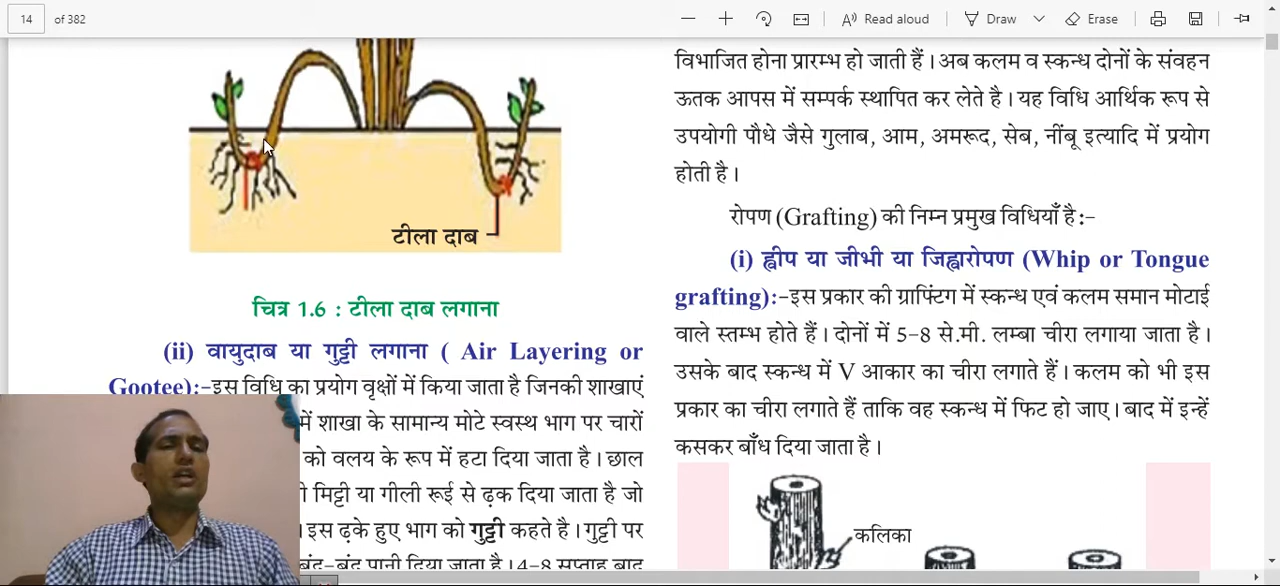 14 of 382
Read aloud
Draw
Erase
टीला दाब
चित्र 1.6 : टीला दाब लगाना
(ii) वायुदाब या गुट्टी लगाना ( Air Layering or
Gootee):-इस विधि का प्रयोग वृक्षों में किया जाता है जिनकी शाखाएं
में शाखा के सामान्य मोटे स्वस्थ भाग पर चारों
को वलय के रूप में हटा दिया जाता है। छाल
मिट्टी या गीली रूई से ढ़क दिया जाता है जो
इस ढ़के हुए भाग को गुट्टी कहते है। गुट्टी पर
बूंद-बूंद पानी दिया जाता है।4-8 सप्ताह बाद
विभाजित होना प्रारम्भ हो जाती हैं। अब कलम व स्कन्ध दोनों के संवहन
ऊतक आपस में सम्पर्क स्थापित कर लेते है। यह विधि आर्थिक रूप से
उपयोगी पौधे जैसे गुलाब, आम, अमरूद, सेब, नींबू इत्यादि में प्रयोग
होती है।
रोपण (Grafting) की निम्न प्रमुख विधियाँ है:-
(i) ह्वीप या जीभी या जिह्वारोपण (Whip or Tongue
grafting):-इस प्रकार की ग्राफ्टिंग में स्कन्ध एवं कलम समान मोटाई
वाले स्तम्भ होते हैं। दोनों में 5-8 से.मी. लम्बा चीरा लगाया जाता है।
उसके बाद स्कन्ध में V आकार का चीरा लगाते हैं। कलम को भी इस
प्रकार का चीरा लगाते हैं ताकि वह स्कन्ध में फिट हो जाए। बाद में इन्हें
कसकर बाँध दिया जाता है।
कलिका